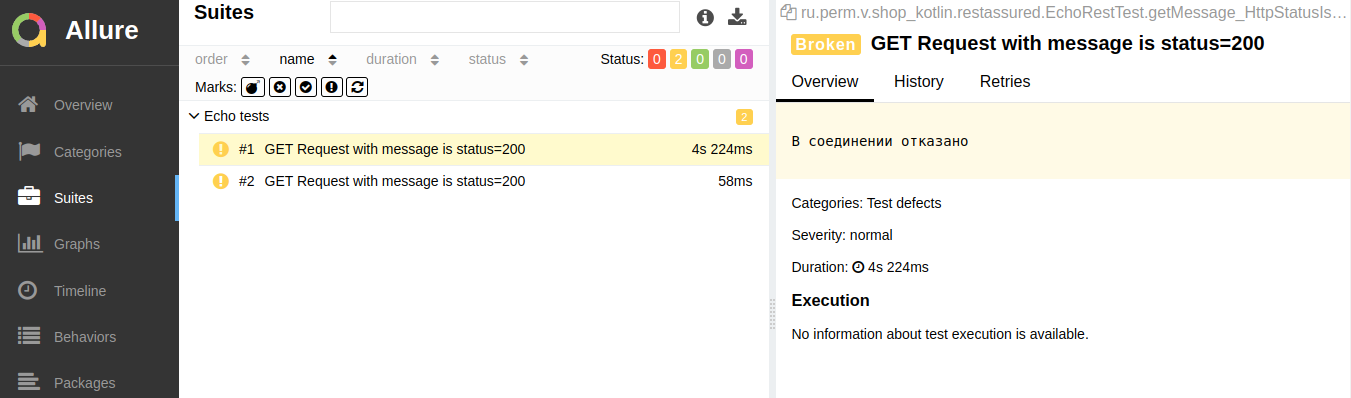 Allure
Overview
Categories
Suites
Graphs
Timeline
Behaviors
Packages
Suites
order name duration status Status: 0 2 0 0 0
Marks:
Echo tests 2
#1 GET Request with message is status=200 4s 224ms
#2 GET Request with message is status=200 58ms
ru.perm.v.shop_kotlin.restassured.EchoRestTest.getMessage_HttpStatusIs…
Broken GET Request with message is status=200
Overview History Retries
В соединении отказано
Categories: Test defects
Severity: normal
Duration: 4s 224ms
Execution
No information about test execution is available.